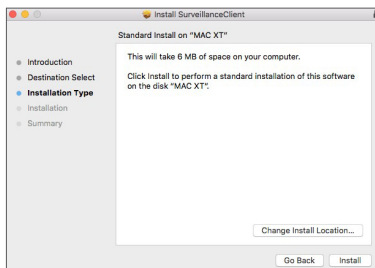 Install SurveillanceClient
Standard Install on “MAC XT”
Introduction
Destination Select
Installation Type
Installation
Summary
This will take 6 MB of space on your computer.
Click Install to perform a standard installation of this software
on the disk “MAC XT”.
Change Install Location...
Go Back
Install